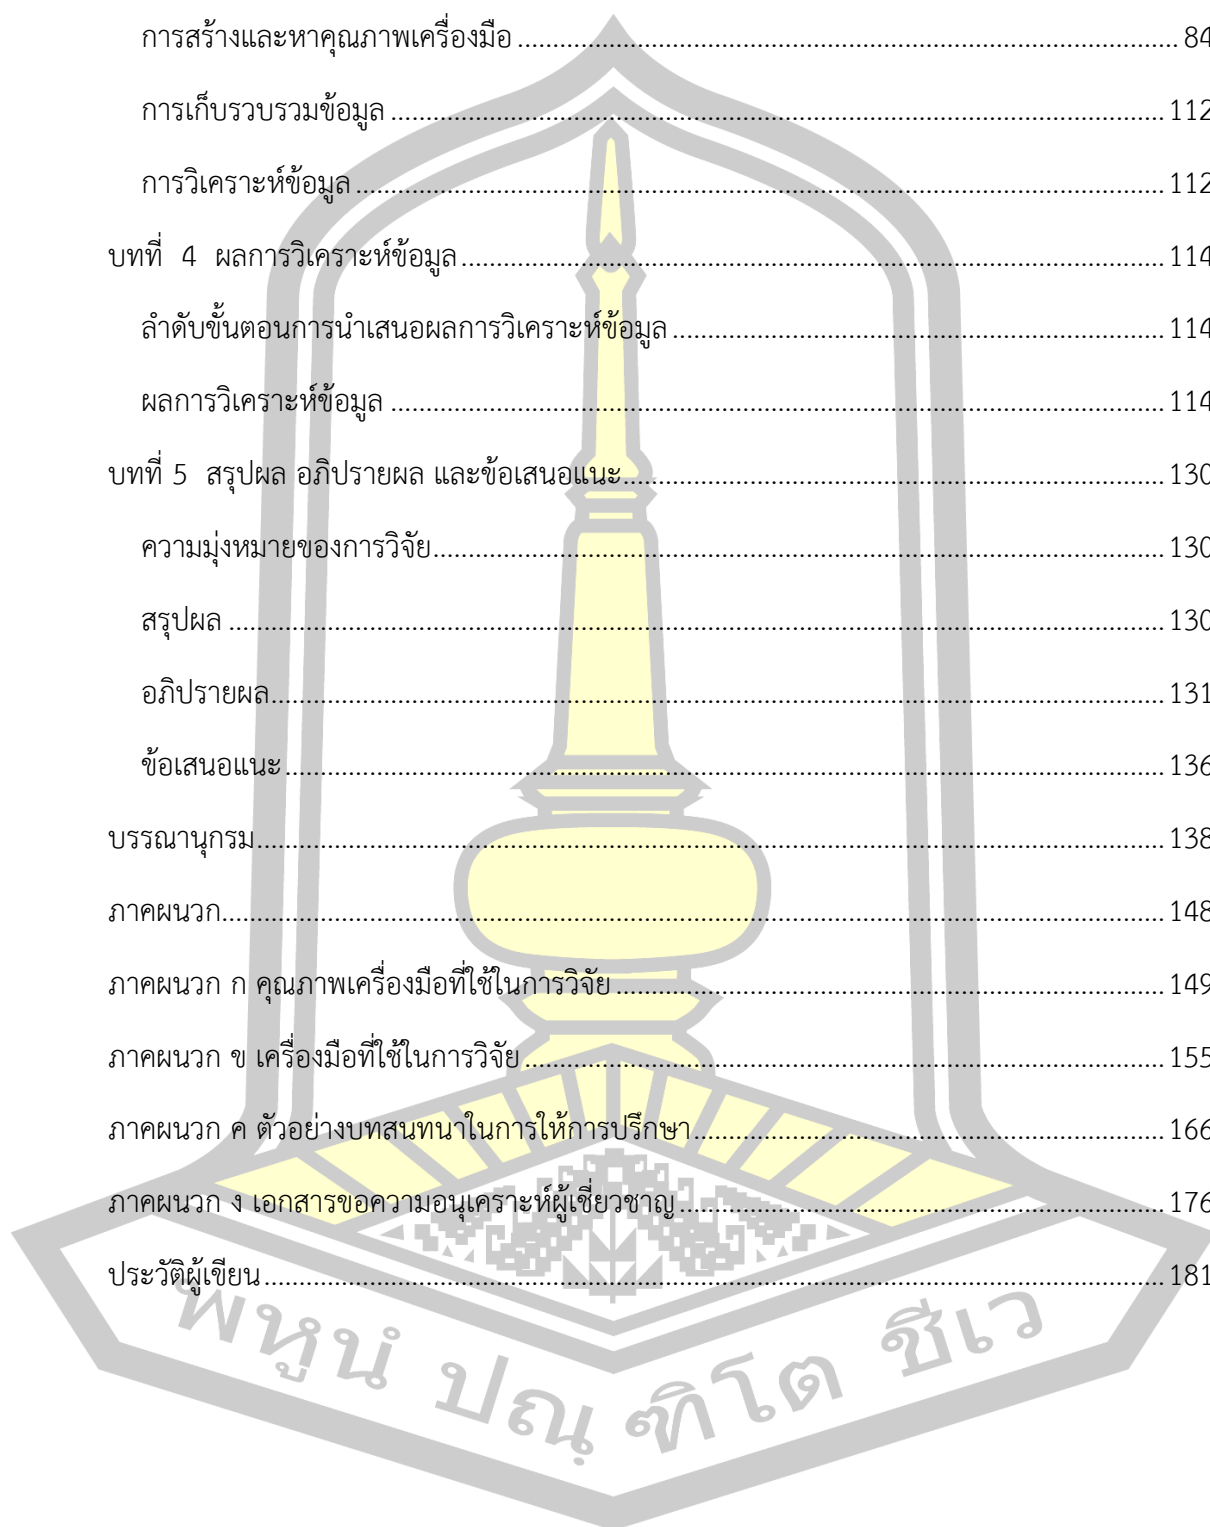 การสร้างและหาคุณภาพเครื่องมือ ........................................................................................ 84
การเก็บรวบรวมข้อมูล ....................................................................................................... 112
การวิเคราะห์ข้อมูล ............................................................................................................ 112
บทที่ 4 ผลการวิเคราะห์ข้อมูล .............................................................................................. 114
ลำดับขั้นตอนการนำเสนอผลการวิเคราะห์ข้อมูล .................................................................. 114
ผลการวิเคราะห์ข้อมูล ....................................................................................................... 114
บทที่ 5 สรุปผล อภิปรายผล และข้อเสนอแนะ ........................................................................ 130
ความมุ่งหมายของการวิจัย ................................................................................................. 130
สรุปผล ............................................................................................................................. 130
อภิปรายผล ....................................................................................................................... 131
ข้อเสนอแนะ ..................................................................................................................... 136
บรรณานุกรม ......................................................................................................................... 138
ภาคผนวก .............................................................................................................................. 148
ภาคผนวก ก คุณภาพเครื่องมือที่ใช้ในการวิจัย ......................................................................... 149
ภาคผนวก ข เครื่องมือที่ใช้ในการวิจัย ..................................................................................... 155
ภาคผนวก ค ตัวอย่างบทสนทนาในการให้การปรึกษา ............................................................... 166
ภาคผนวก ง เอกสารขอความอนุเคราะห์ผู้เชี่ยวชาญ ................................................................. 176
ประวัติผู้เขียน ........................................................................................................................ 181
พหูนํ ปณฺฑิโต ชีเว